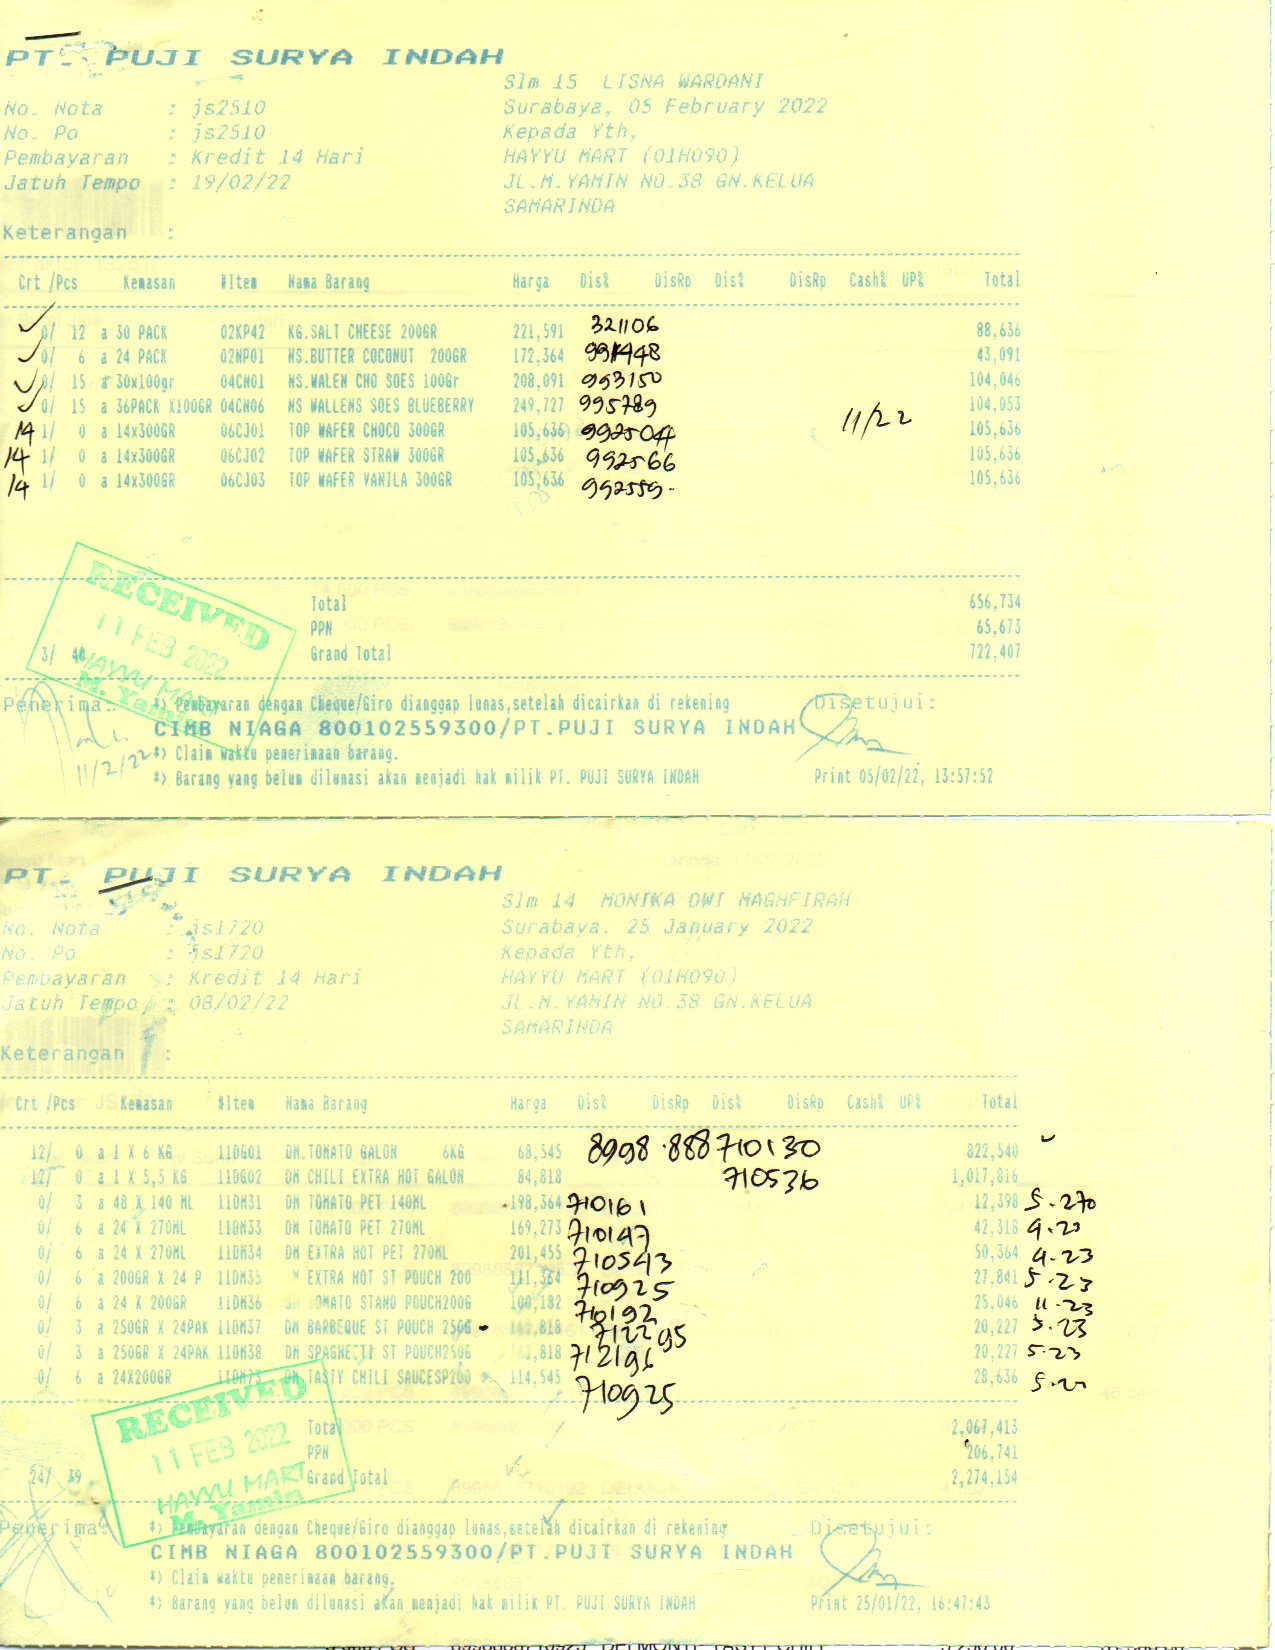 PT. PUJI SURYA INDAH
Slm 15 LISNA WARDANI
No. Nota : js2510 Surabaya, 05 February 2022
No. Po : js2510 Kepada Yth,
Pembayaran : Kredit 14 Hari HAYYU MART (01H090)
Jatuh Tempo : 19/02/22 JL.M.YAMIN NO.38 GN.KELUA
SAMARINDA
Keterangan :
Crt /Pcs Kemasan #Item Nama Barang Harga Dis% DisRp Dis% DisRp Cash% UP% Total
0/ 12 a 30 PACK 02KP42 KG.SALT CHEESE 200GR 221,591 321106 88,636
0/ 6 a 24 PACK 02NP01 NS.BUTTER COCONUT 200GR 172,364 991448 43,091
0/ 15 a 30x100gr 04CN01 NS.WALEN CHO SOES 100Gr 208,091 993150 104,046
0/ 15 a 36PACK X100GR 04CN06 NS WALLENS SOES BLUEBERRY 249,727 995789 104,053
14 1/ 0 a 14x300GR 06CJ01 TOP WAFER CHOCO 300GR 105,636 992504 11/22 105,636
14 1/ 0 a 14x300GR 06CJ02 TOP WAFER STRAW 300GR 105,636 992566 105,636
14 1/ 0 a 14x300GR 06CJ03 TOP WAFER VANILA 300GR 105,636 992559- 105,636
RECEIVED
11 FEB 2022
HAYYU MART
M. Yamin
Total 656,734
PPN 65,673
3/ 48 Grand Total 722,407
Penerima: *) Pembayaran dengan Cheque/Giro dianggap lunas,setelah dicairkan di rekening Disetujui:
CIMB NIAGA 800102559300/PT.PUJI SURYA INDAH
11/2/22 *) Claim waktu penerimaan barang.
*) Barang yang belum dilunasi akan menjadi hak milik PT. PUJI SURYA INDAH Print 05/02/22, 13:57:52
PT. PUJI SURYA INDAH
Slm 14 MONIKA DWI MAGHFIRAH
No. Nota : js1720 Surabaya, 25 January 2022
No. Po : js1720 Kepada Yth,
Pembayaran : Kredit 14 Hari HAYYU MART (01H090)
Jatuh Tempo : 08/02/22 JL.M.YAMIN NO.38 GN.KELUA
SAMARINDA
Keterangan :
Crt /Pcs Kemasan #Item Nama Barang Harga Dis% DisRp Dis% DisRp Cash% UP% Total
12/ 0 a 1 X 6 KG 11DG01 DM.TOMATO GALON 6KG 68,545 8998.888710130 822,540
12/ 0 a 1 X 5,5 KG 11DG02 DM CHILI EXTRA HOT GALON 84,818 710536 1,017,816
0/ 3 a 48 X 140 ML 11DM31 DM TOMATO PET 140ML 198,364 710161 12,398 5.270
0/ 6 a 24 X 270ML 11DM33 DM TOMATO PET 270ML 169,273 710147 42,318 9.23
0/ 6 a 24 X 270ML 11DM34 DM EXTRA HOT PET 270ML 201,455 710543 50,364 9.23
0/ 6 a 200GR X 24 P 11DM35 EXTRA HOT ST POUCH 200 111,364 710925 27,841 5.23
0/ 6 a 24 X 200GR 11DM36 STAND POUCH200G 100,182 710192 25,046 11.23
0/ 3 a 250GR X 24PAK 11DM37 DM BARBEQUE ST POUCH 250G 712295 20,227 5.23
0/ 3 a 250GR X 24PAK 11DM38 DM SPAGHETTI ST POUCH250G 712196 20,227 5.23
0/ 6 a 24X200GR 11DM73 DM TASTY CHILI SAUCESP200 114,545 710925 28,636
RECEIVED
11 FEB 2022
HAYYU MART
M. Yamin
Total 2,067,413
PPN 206,741
24/ 39 Grand Total 2,274,154
Penerima: *) Pembayaran dengan Cheque/Giro dianggap lunas,setelah dicairkan di rekening Disetujui:
CIMB NIAGA 800102559300/PT.PUJI SURYA INDAH
*) Claim waktu penerimaan barang.
*) Barang yang belum dilunasi akan menjadi hak milik PT. PUJI SURYA INDAH Print 25/01/22, 16:47:43